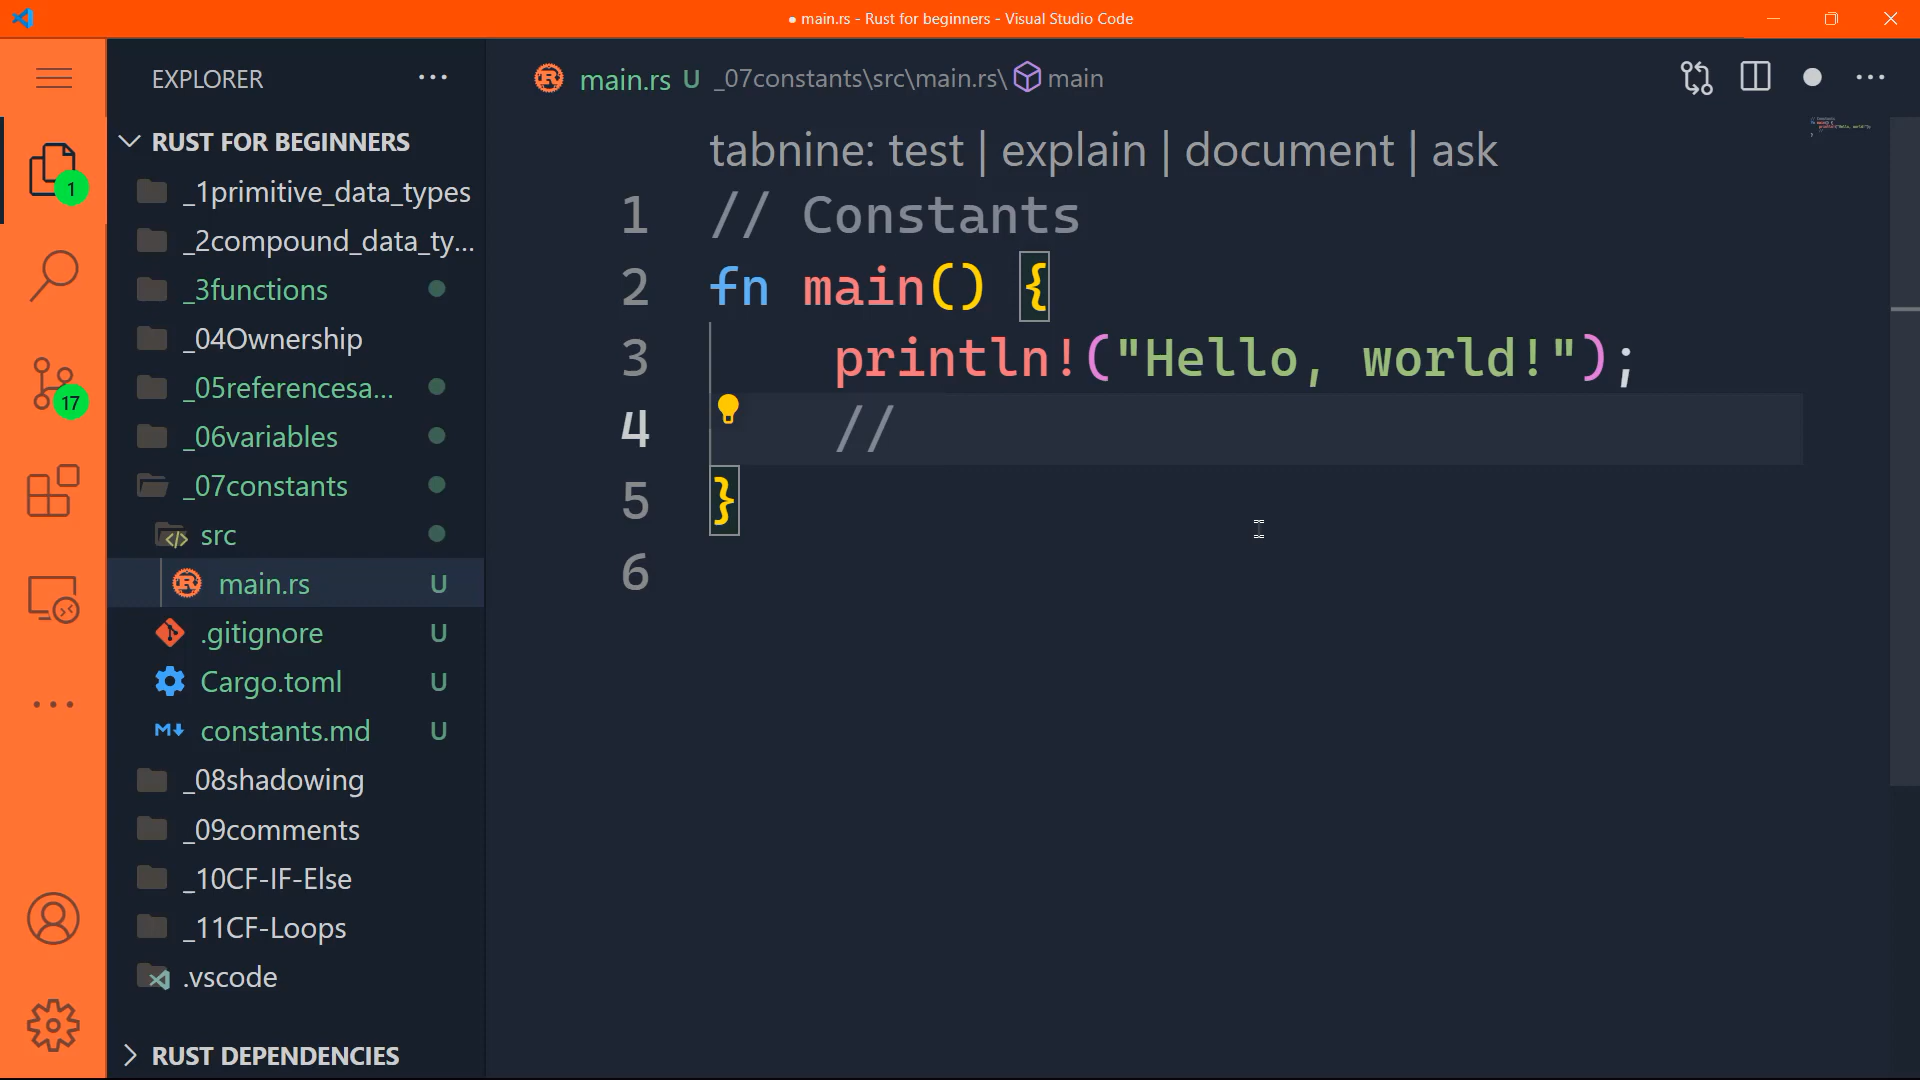 ● main.rs - Rust for beginners - Visual Studio Code
EXPLORER
RUST FOR BEGINNERS
_1primitive_data_types
_2compound_data_ty...
_3functions
_04Ownership
_05referencesa...
_06variables
_07constants
src
main.rs U
.gitignore U
Cargo.toml U
M↓ constants.md U
_08shadowing
_09comments
_10CF-IF-Else
_11CF-Loops
.vscode
RUST DEPENDENCIES
1
17
main.rs U _07constants\src\main.rs\ main
tabnine: test | explain | document | ask
1 // Constants
2 fn main() {
3 println!("Hello, world!");
4 //
5 }
6